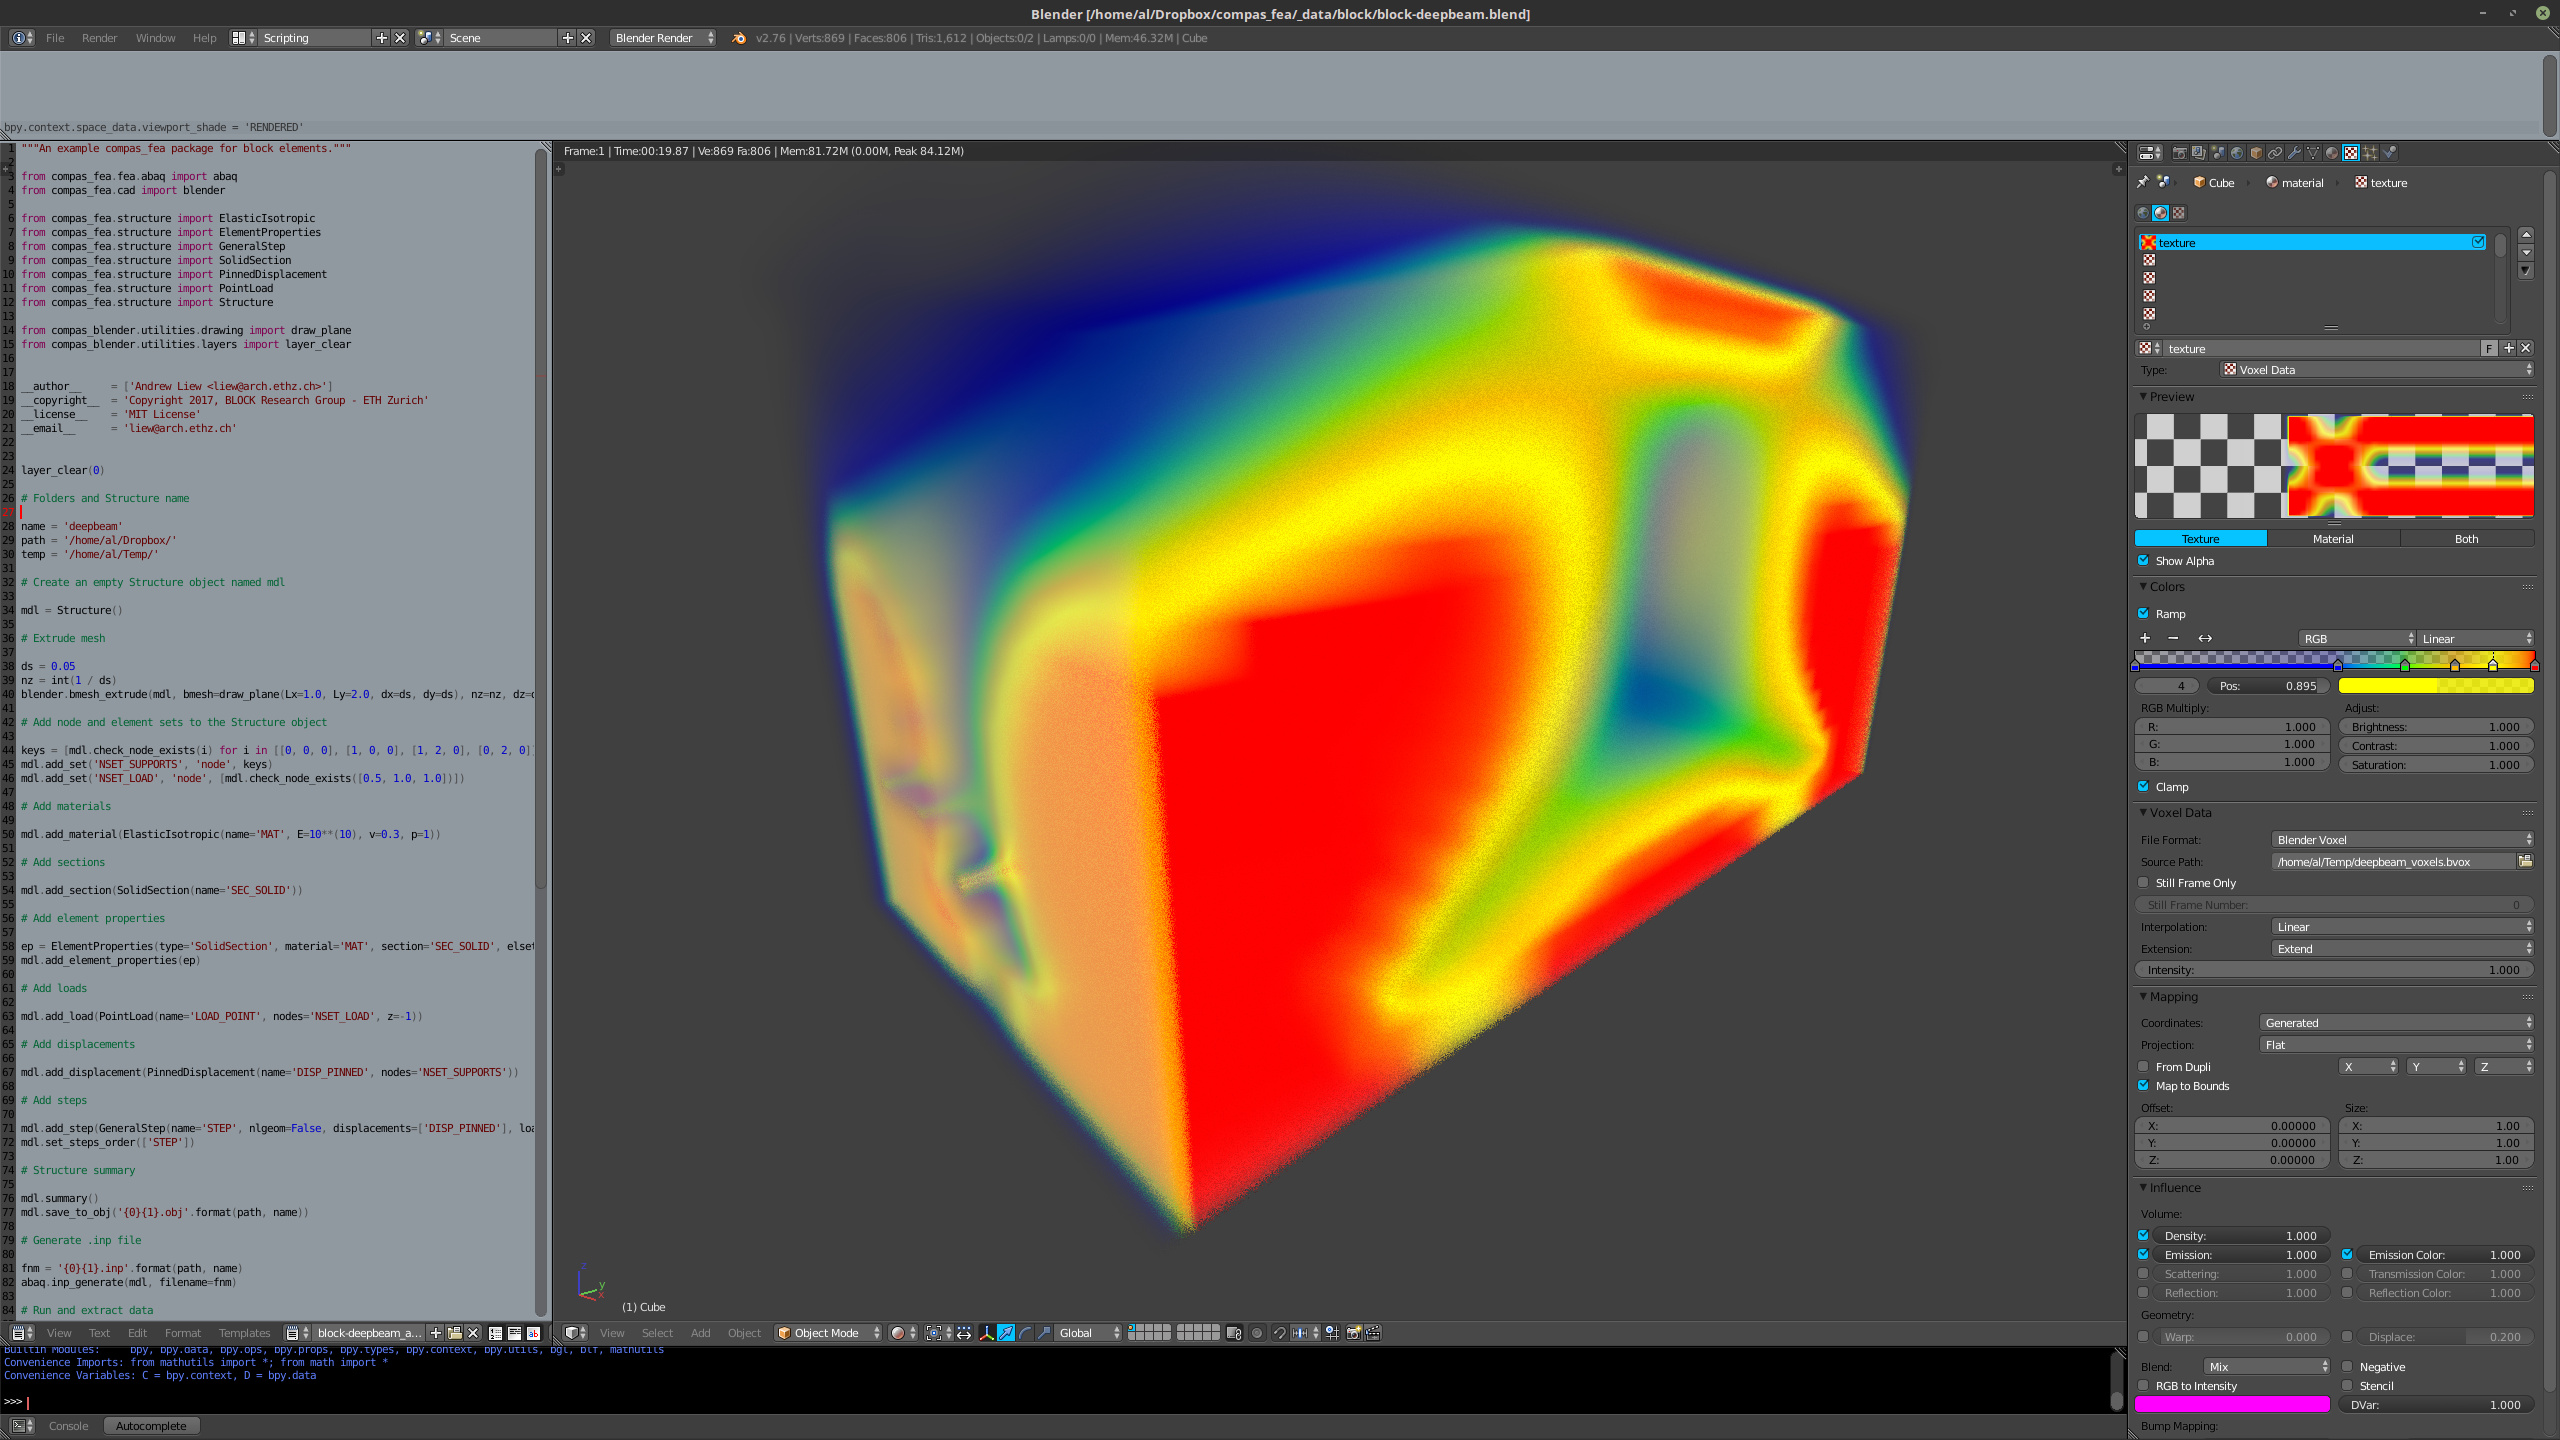 Blender [/home/al/Dropbox/compas_fea/_data/block/block-deepbeam.blend]
File Render Window Help Scripting Scene Blender Render v2.76 | Verts:869 | Faces:806 | Tris:1,612 | Objects:0/2 | Lamps:0/0 | Mem:46.32M | Cube
bpy.context.space_data.viewport_shade = 'RENDERED'
1 """An example compas_fea package for block elements."""
2
3 from compas_fea.fea.abaq import abaq
4 from compas_fea.cad import blender
5
6 from compas_fea.structure import ElasticIsotropic
7 from compas_fea.structure import ElementProperties
8 from compas_fea.structure import GeneralStep
9 from compas_fea.structure import SolidSection
10 from compas_fea.structure import PinnedDisplacement
11 from compas_fea.structure import PointLoad
12 from compas_fea.structure import Structure
13
14 from compas_blender.utilities.drawing import draw_plane
15 from compas_blender.utilities.layers import layer_clear
16
17
18 __author__ = ['Andrew Liew <liew@arch.ethz.ch>']
19 __copyright__ = 'Copyright 2017, BLOCK Research Group - ETH Zurich'
20 __license__ = 'MIT License'
21 __email__ = 'liew@arch.ethz.ch'
22
23
24 layer_clear(0)
25
26 # Folders and Structure name
27
28 name = 'deepbeam'
29 path = '/home/al/Dropbox/'
30 temp = '/home/al/Temp/'
31
32 # Create an empty Structure object named mdl
33
34 mdl = Structure()
35
36 # Extrude mesh
37
38 ds = 0.05
39 nz = int(1 / ds)
40 blender.bmesh_extrude(mdl, bmesh=draw_plane(Lx=1.0, Ly=2.0, dx=ds, dy=ds), nz=nz, dz=
41
42 # Add node and element sets to the Structure object
43
44 keys = [mdl.check_node_exists(i) for i in [[0, 0, 0], [1, 0, 0], [1, 2, 0], [0, 2, 0]
45 mdl.add_set('NSET_SUPPORTS', 'node', keys)
46 mdl.add_set('NSET_LOAD', 'node', [mdl.check_node_exists([0.5, 1.0, 1.0])])
47
48 # Add materials
49
50 mdl.add_material(ElasticIsotropic(name='MAT', E=10**(10), v=0.3, p=1))
51
52 # Add sections
53
54 mdl.add_section(SolidSection(name='SEC_SOLID'))
55
56 # Add element properties
57
58 ep = ElementProperties(type='SolidSection', material='MAT', section='SEC_SOLID', elset
59 mdl.add_element_properties(ep)
60
61 # Add loads
62
63 mdl.add_load(PointLoad(name='LOAD_POINT', nodes='NSET_LOAD', z=-1))
64
65 # Add displacements
66
67 mdl.add_displacement(PinnedDisplacement(name='DISP_PINNED', nodes='NSET_SUPPORTS'))
68
69 # Add steps
70
71 mdl.add_step(GeneralStep(name='STEP', nlgeom=False, displacements=['DISP_PINNED'], loa
72 mdl.set_steps_order(['STEP'])
73
74 # Structure summary
75
76 mdl.summary()
77 mdl.save_to_obj('{0}{1}.obj'.format(path, name))
78
79 # Generate .inp file
80
81 fnm = '{0}{1}.inp'.format(path, name)
82 abaq.inp_generate(mdl, filename=fnm)
83
84 # Run and extract data
View Text Edit Format Templates block-deepbeam_a...
Frame:1 | Time:00:19.87 | Ve:869 Fa:806 | Mem:81.72M (0.00M, Peak 84.12M)
z
y
x
(1) Cube
View Select Add Object Object Mode Global
Builtin Modules: bpy, bpy.data, bpy.ops, bpy.props, bpy.types, bpy.context, bpy.utils, bgl, blf, mathutils
Convenience Imports: from mathutils import *; from math import *
Convenience Variables: C = bpy.context, D = bpy.data
>>>
Console Autocomplete
Cube material texture
texture
texture F
Type: Voxel Data
Preview
Texture Material Both
Show Alpha
Colors
Ramp
RGB Linear
4 Pos: 0.895
RGB Multiply: Adjust:
R: 1.000 Brightness: 1.000
G: 1.000 Contrast: 1.000
B: 1.000 Saturation: 1.000
Clamp
Voxel Data
File Format: Blender Voxel
Source Path: /home/al/Temp/deepbeam_voxels.bvox
Still Frame Only
Still Frame Number: 0
Interpolation: Linear
Extension: Extend
Intensity: 1.000
Mapping
Coordinates: Generated
Projection: Flat
From Dupli X Y Z
Map to Bounds
Offset: Size:
X: 0.00000 X: 1.00
Y: 0.00000 Y: 1.00
Z: 0.00000 Z: 1.00
Influence
Volume:
Density: 1.000
Emission: 1.000 Emission Color: 1.000
Scattering: 1.000 Transmission Color: 1.000
Reflection: 1.000 Reflection Color: 1.000
Geometry:
Warp: 0.000 Displace: 0.200
Blend: Mix Negative
RGB to Intensity Stencil
DVar: 1.000
Bump Mapping: